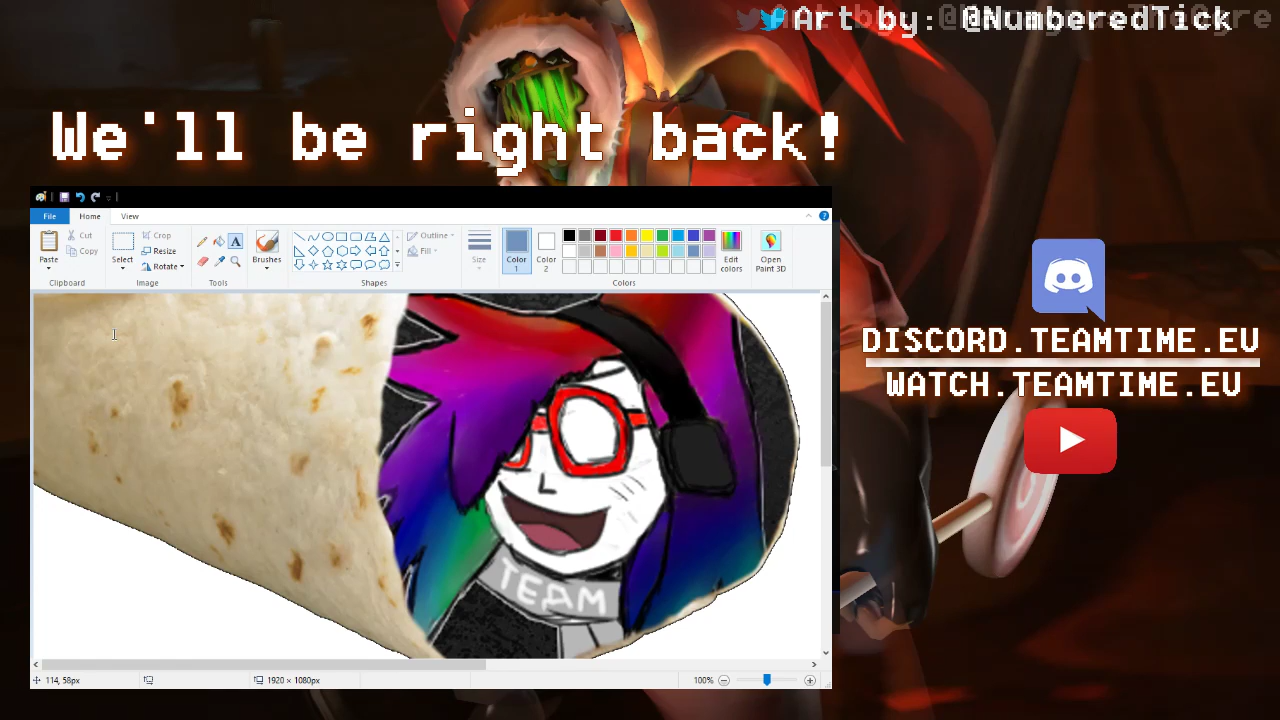 Art by: @NumberedTick
We'll be right back!
File Home View
Paste
Cut
Copy
Clipboard
Select
Crop
Resize
Rotate
Image
A
Tools
Brushes
Outline
Fill
Shapes
Size
Color 1
Color 2
Edit colors
Colors
Open Paint 3D
TEAM
114, 58px
1920 × 1080px
100%
DISCORD.TEAMTIME.EU
WATCH.TEAMTIME.EU